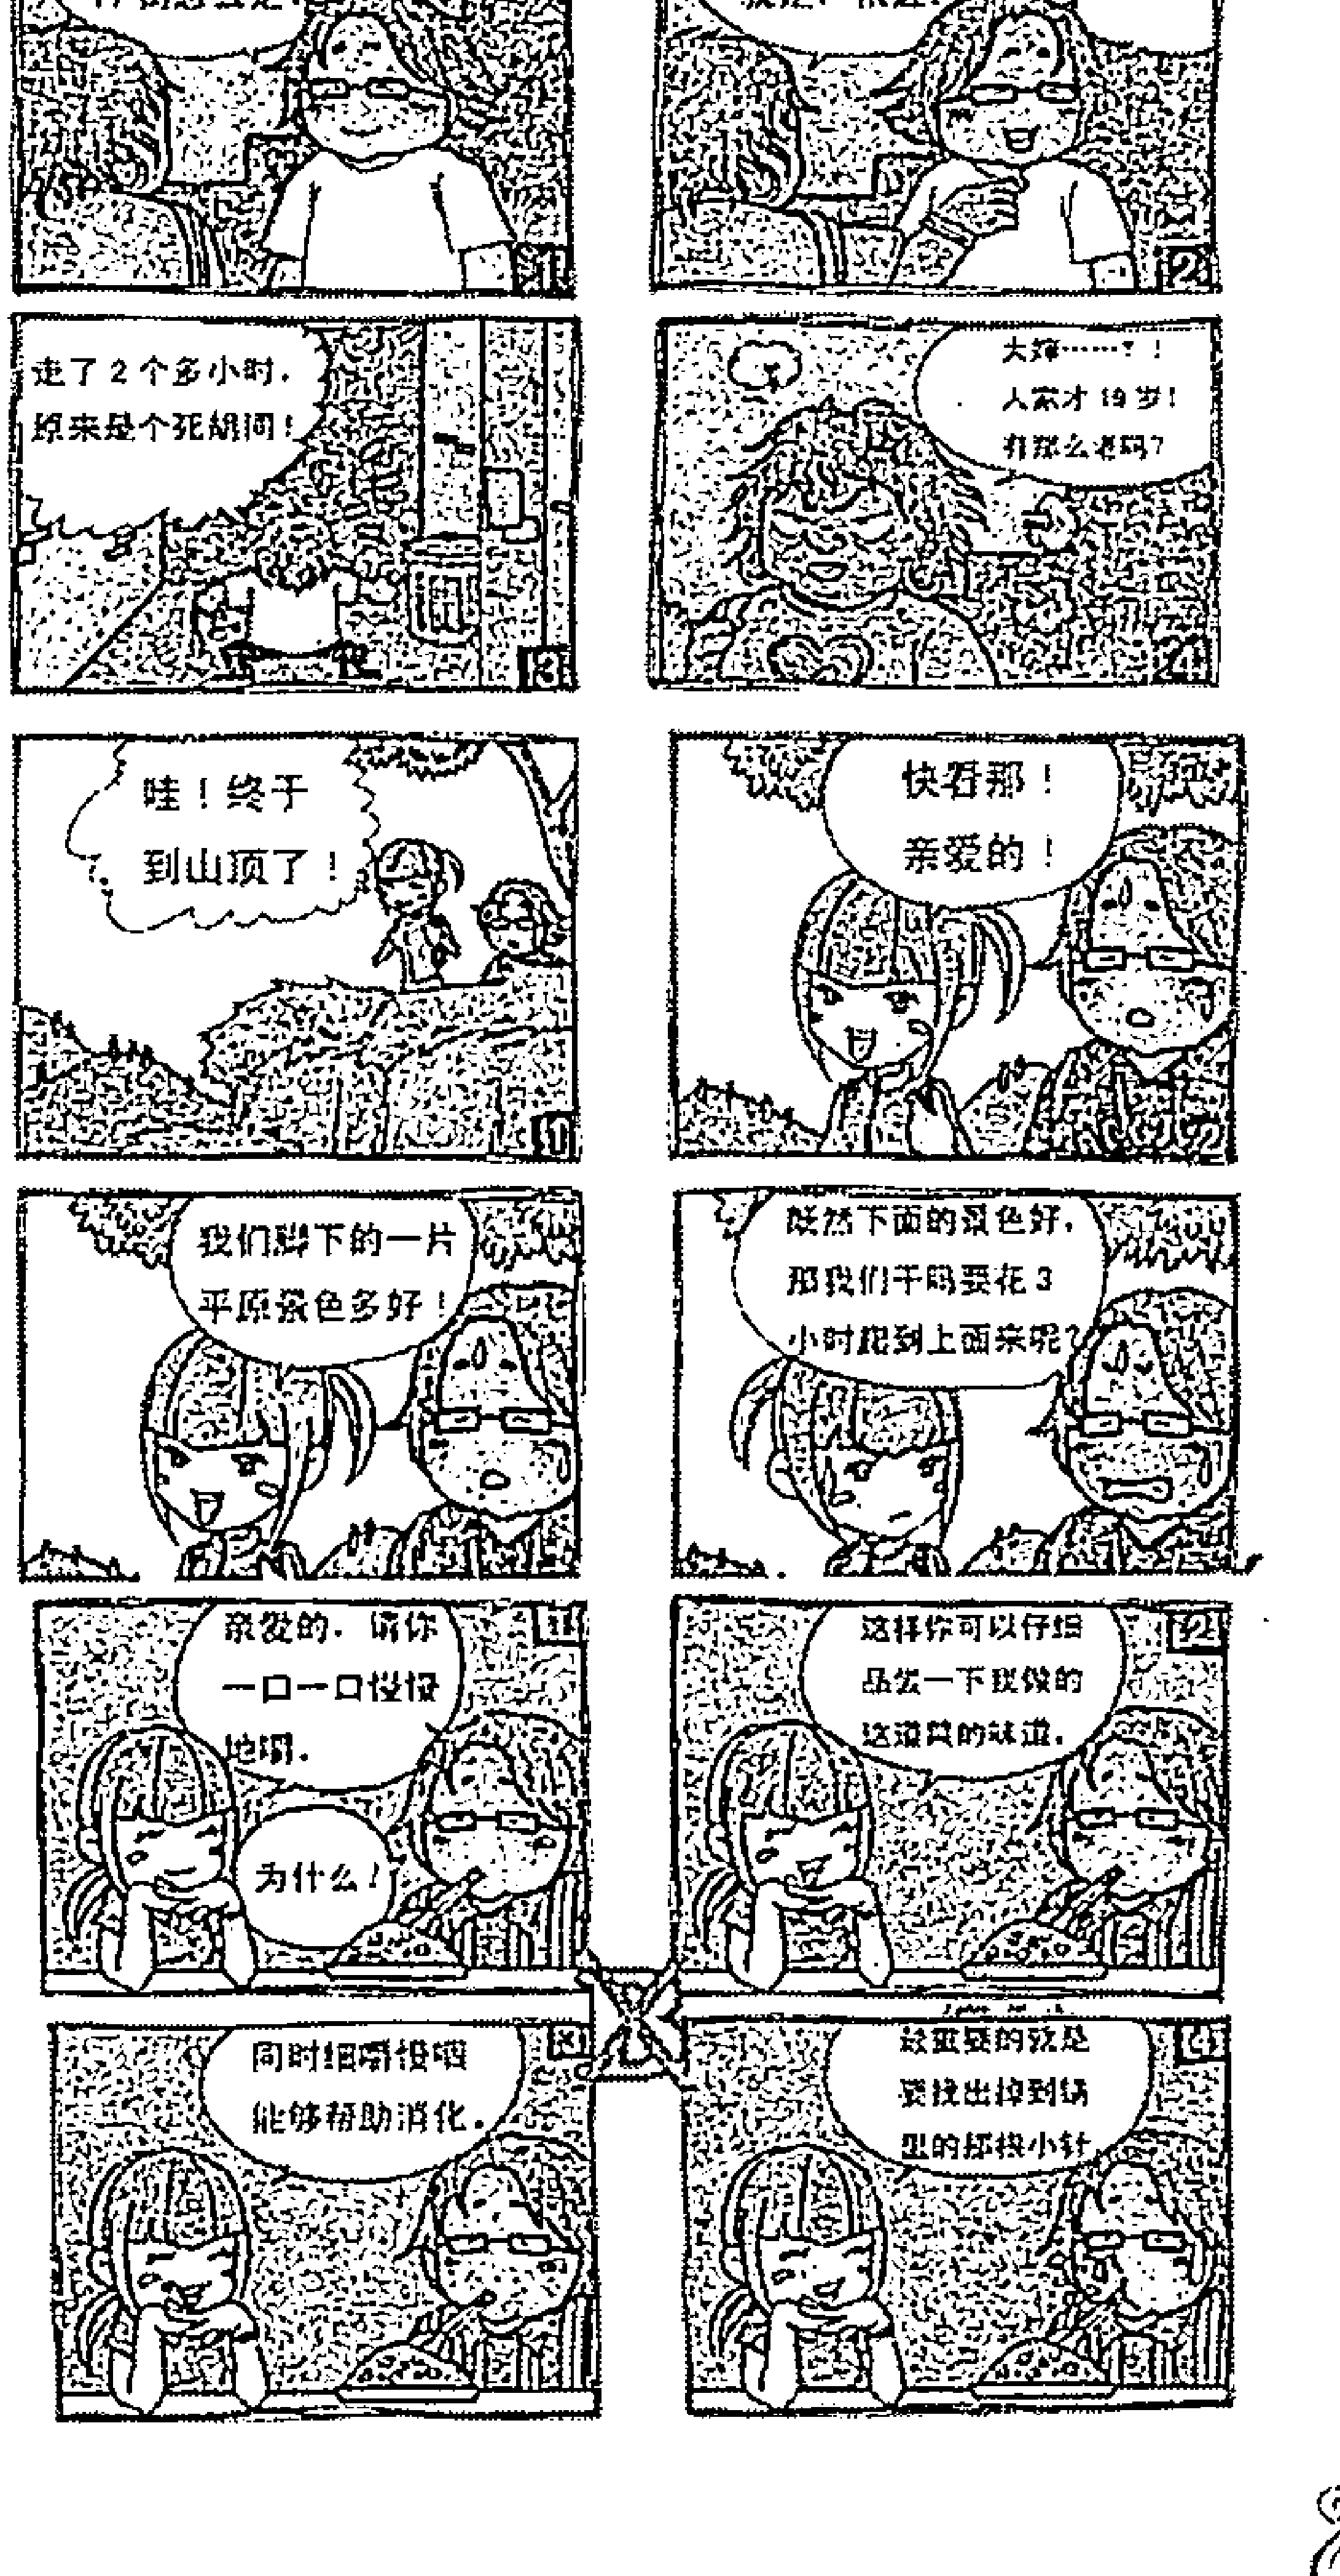 走了2个多小时，
原来是个死胡同！
大婶……？！
人家才19岁！
有那么老吗？
哇！终于
到山顶了！
快看那！
亲爱的！
我们脚下的一片
平原景色多好！
既然下面的景色好，
那我们干吗要花3
小时爬到上面来呢？
亲爱的，请你
一口一口慢慢
地嚼。
为什么！
这样你可以仔细
品尝一下我做的
这道菜的味道。
同时细嚼慢咽
能够帮助消化。
最重要的就是
要找出掉到锅
里的那根小针